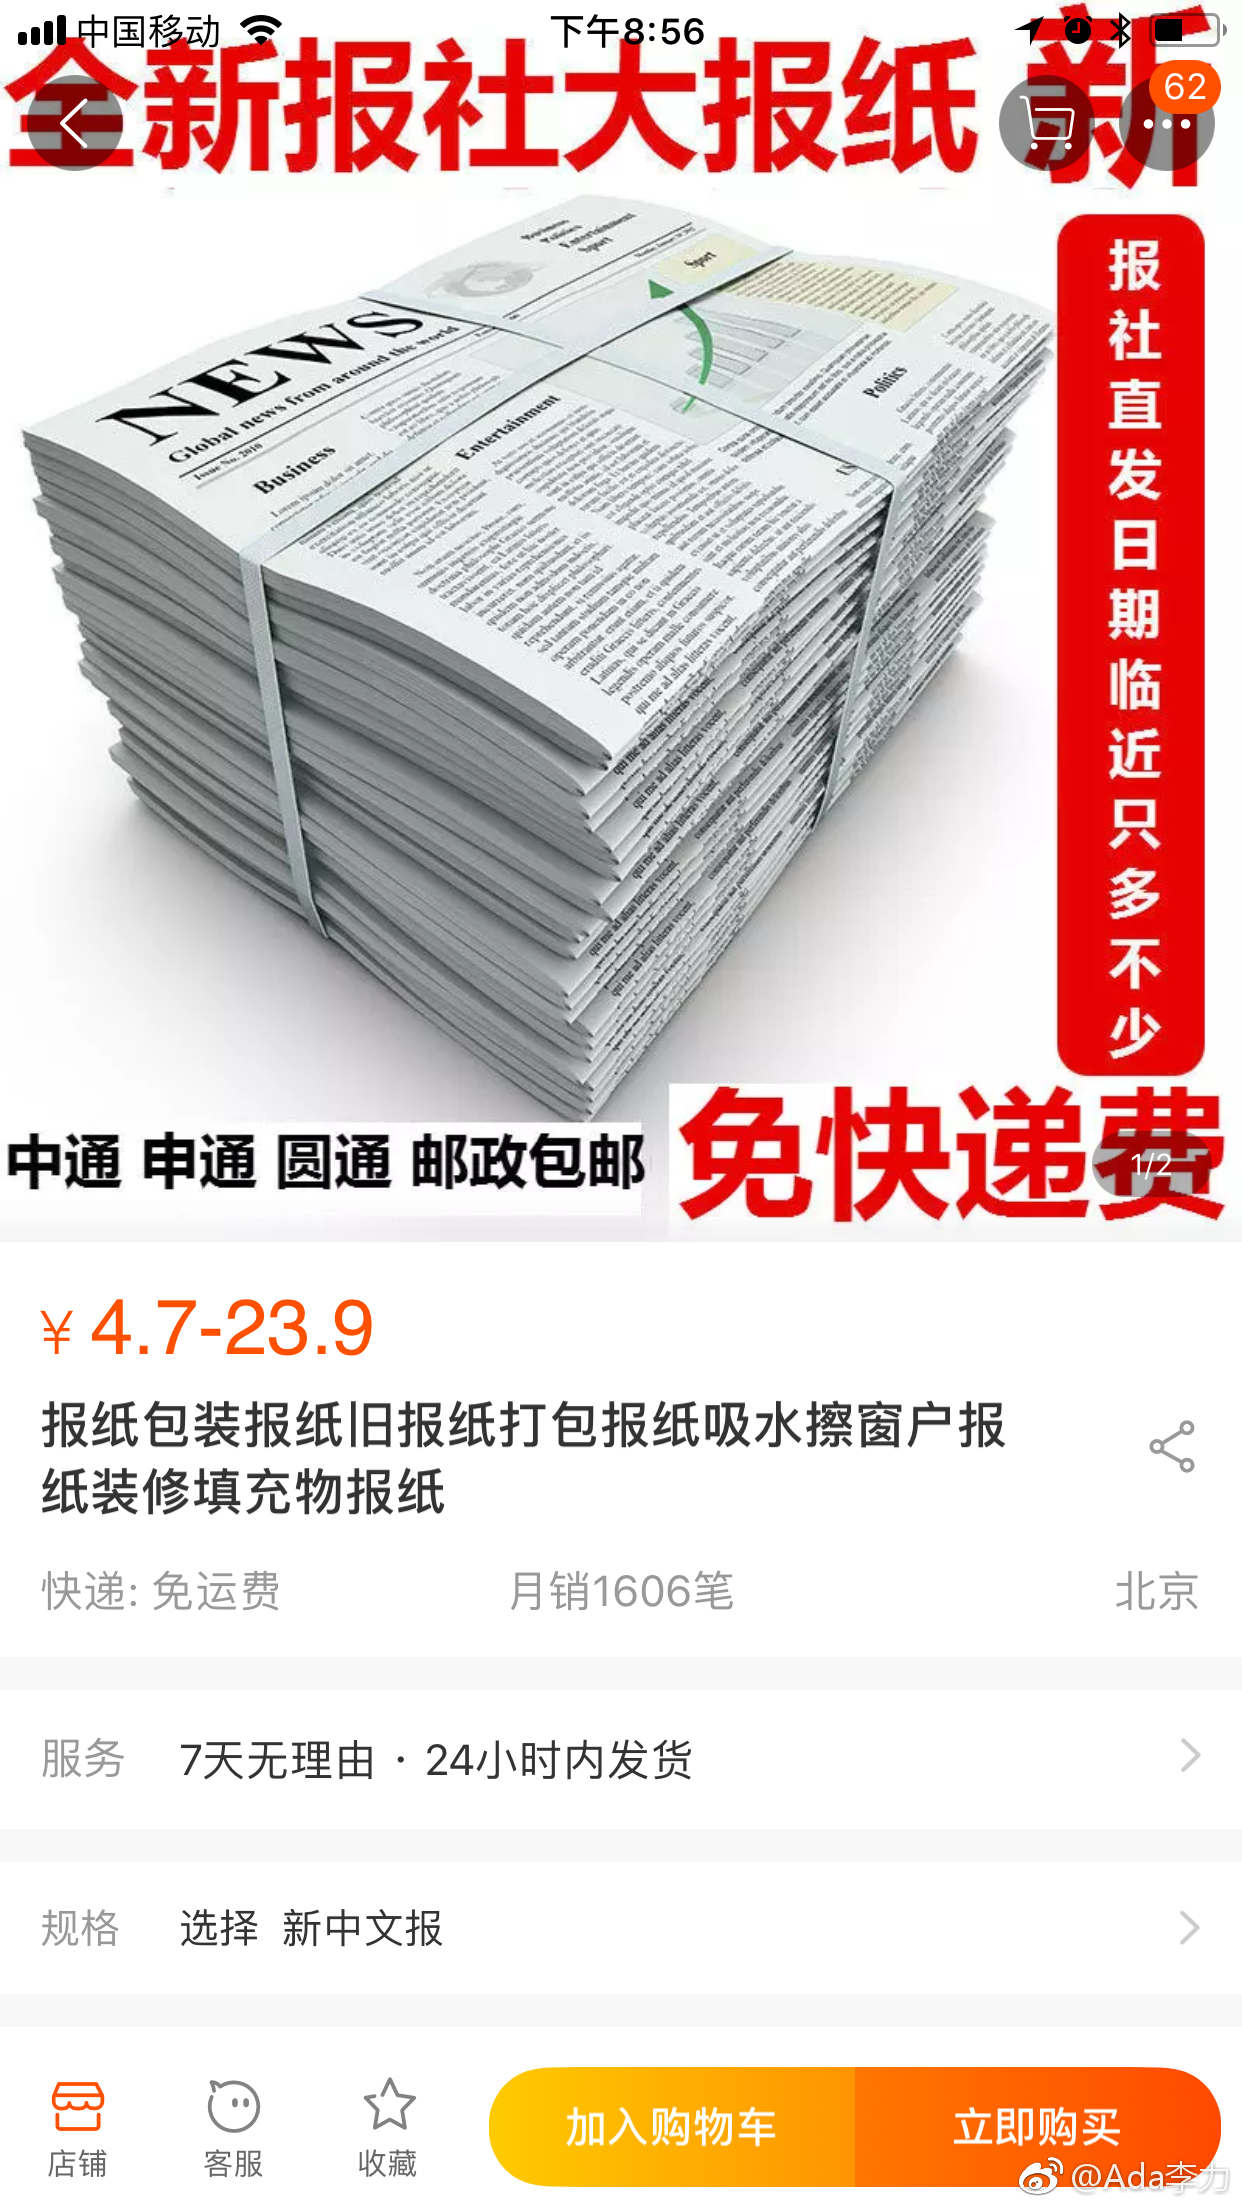 中国移动
下午8:56
全新报社大报纸 新
62
报社直发日期临近只多不少
Business
Politics
Entertainment
Sport
Sport
NEWS
Global news from around the world
Issue No. 2010
Business
Entertainment
Politics
中通 申通 圆通 邮政包邮
免快递费
1/2
¥ 4.7-23.9
报纸包装报纸旧报纸打包报纸吸水擦窗户报
纸装修填充物报纸
快递: 免运费 月销1606笔 北京
服务 7天无理由 · 24小时内发货
规格 选择 新中文报
店铺 客服 收藏 加入购物车 立即购买
@Ada李力